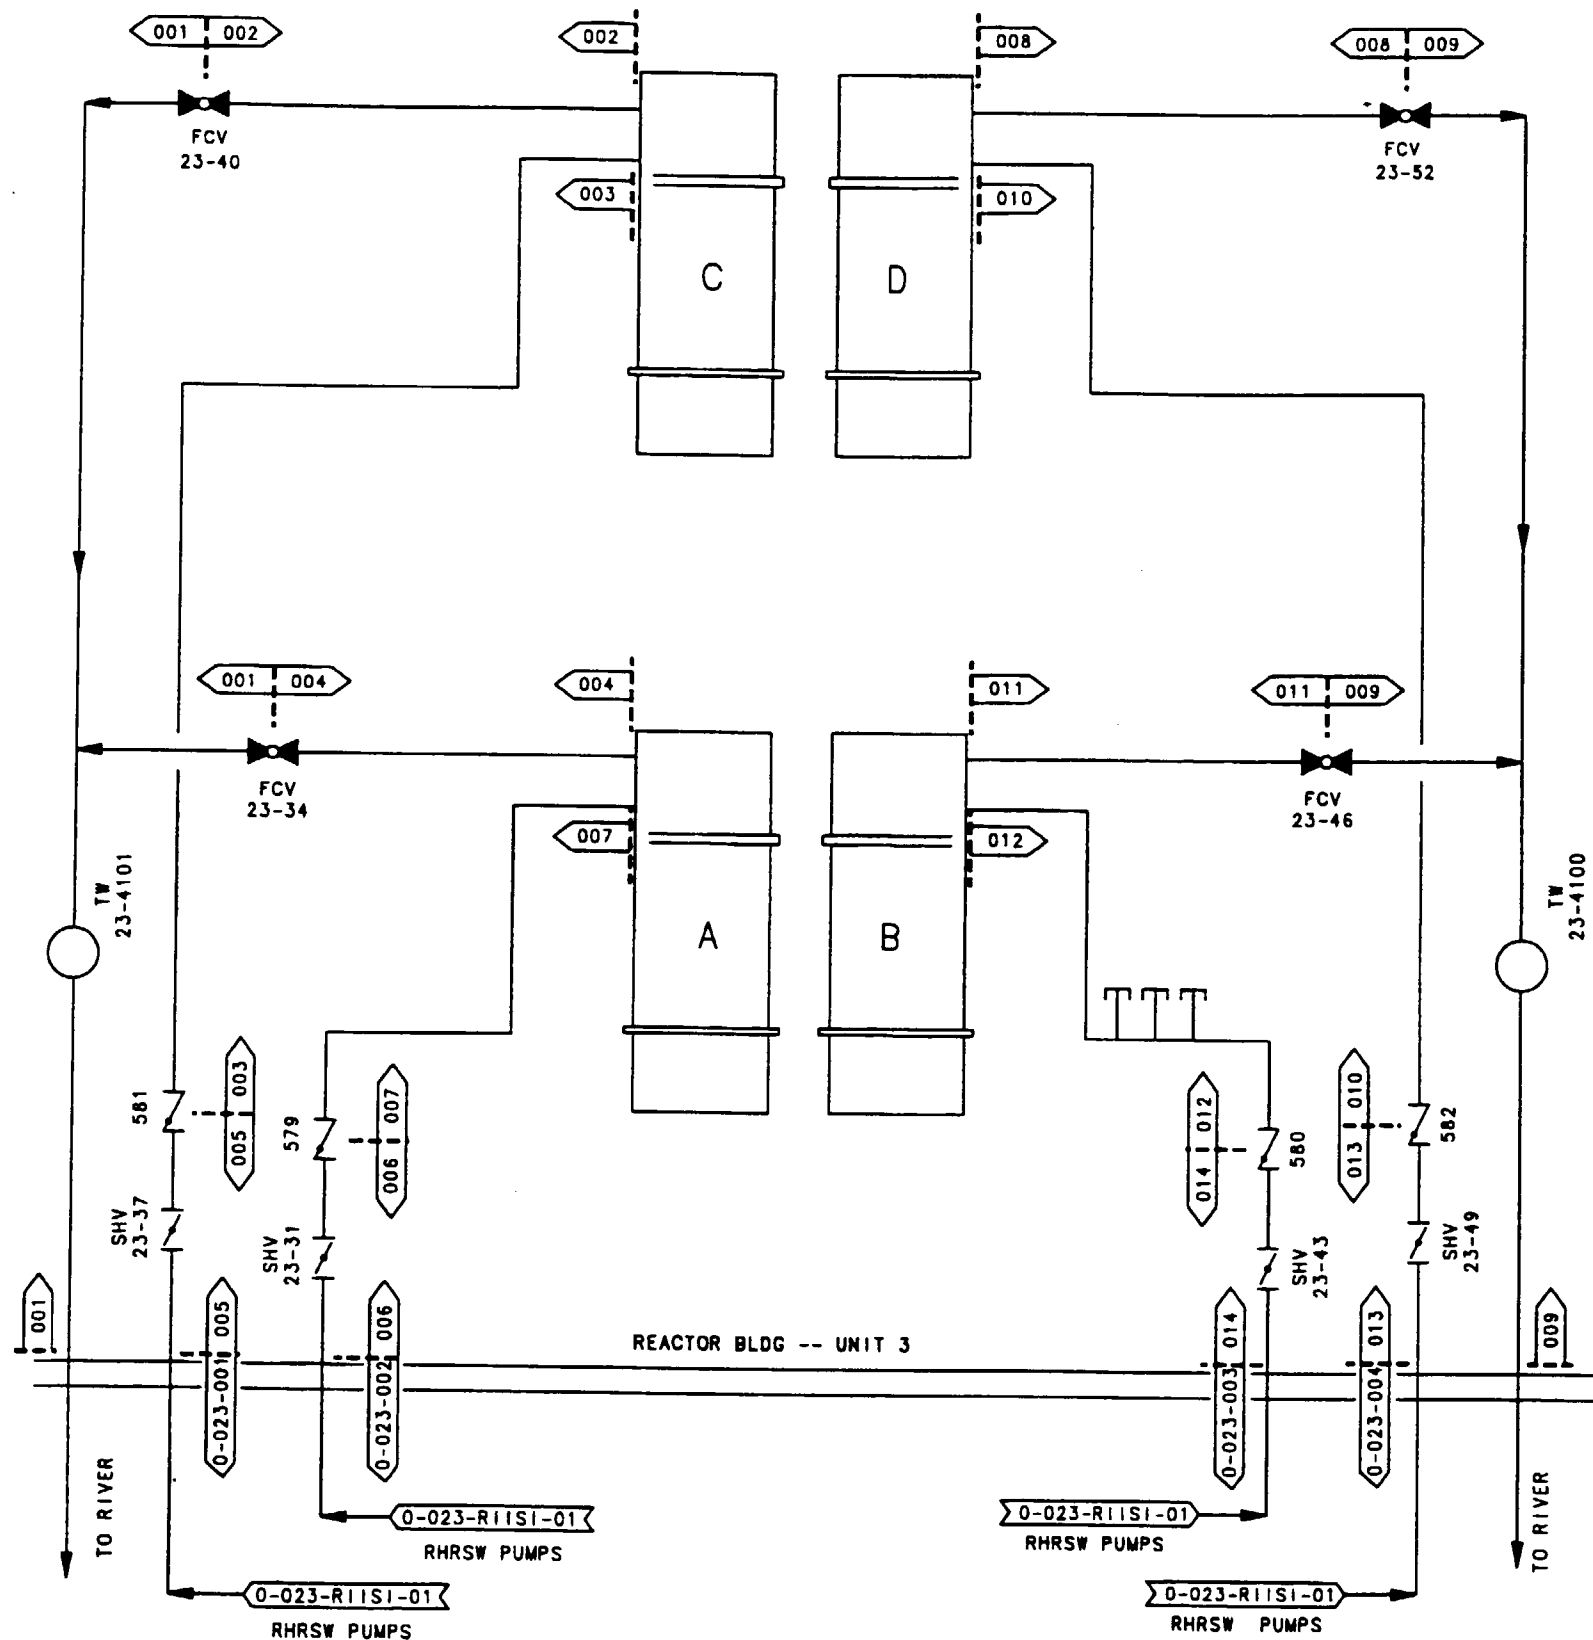 001 002
002
008
008 009
FCV
23-40
FCV
23-52
003
010
C
D
001 004
004
011
011 009
FCV
23-34
FCV
23-46
007
012
TW
23-4101
TW
23-4100
A
B
581
005 003
579
006 007
014 012
580
013 010
582
SHV
23-37
SHV
23-31
SHV
23-43
SHV
23-49
001
0-023-001 005
0-023-002 006
REACTOR BLDG -- UNIT 3
0-023-003 014
0-023-004 013
009
TO RIVER
0-023-RIISI-01
RHRSW PUMPS
0-023-RIISI-01
RHRSW PUMPS
TO RIVER
0-023-RIISI-01
RHRSW PUMPS
0-023-RIISI-01
RHRSW PUMPS